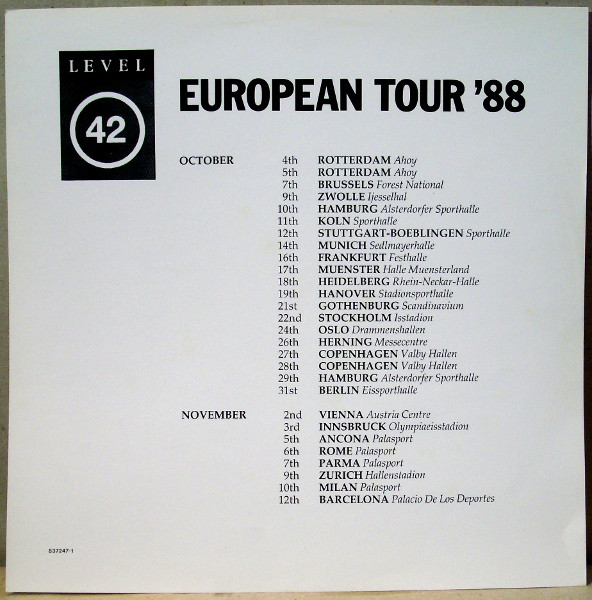 LEVEL
42
EUROPEAN TOUR '88
OCTOBER 4th ROTTERDAM Ahoy
5th ROTTERDAM Ahoy
7th BRUSSELS Forest National
9th ZWOLLE Ijesselhal
10th HAMBURG Alsterdorfer Sporthalle
11th KOLN Sporthalle
12th STUTTGART-BOEBLINGEN Sporthalle
14th MUNICH Sedlmayerhalle
16th FRANKFURT Festhalle
17th MUENSTER Halle Muensterland
18th HEIDELBERG Rhein-Neckar-Halle
19th HANOVER Stadionsporthalle
21st GOTHENBURG Scandinavium
22nd STOCKHOLM Isstadion
24th OSLO Drammenshallen
26th HERNING Messecentre
27th COPENHAGEN Valby Hallen
28th COPENHAGEN Valby Hallen
29th HAMBURG Alsterdorfer Sporthalle
31st BERLIN Eissporthalle
NOVEMBER 2nd VIENNA Austria Centre
3rd INNSBRUCK Olympiaeisstadion
5th ANCONA Palasport
6th ROME Palasport
7th PARMA Palasport
9th ZURICH Hallenstadion
10th MILAN Palasport
12th BARCELONA Palacio De Los Deportes
837247-1